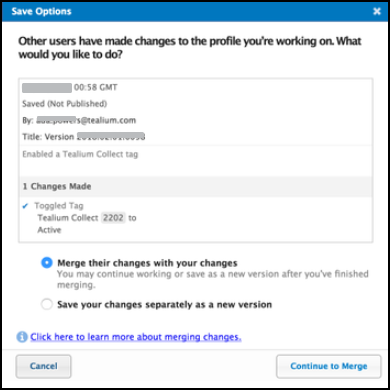 Save Options
Other users have made changes to the profile you're working on. What
would you like to do?
00:58 GMT
Saved (Not Published)
By: @tealium.com
Title: Version
Enabled a Tealium Collect tag
1 Changes Made
Toggled Tag
Tealium Collect 2202 to
Active
Merge their changes with your changes
You may continue working or save as a new version after you've finished
merging.
Save your changes separately as a new version
Click here to learn more about merging changes.
Cancel
Continue to Merge